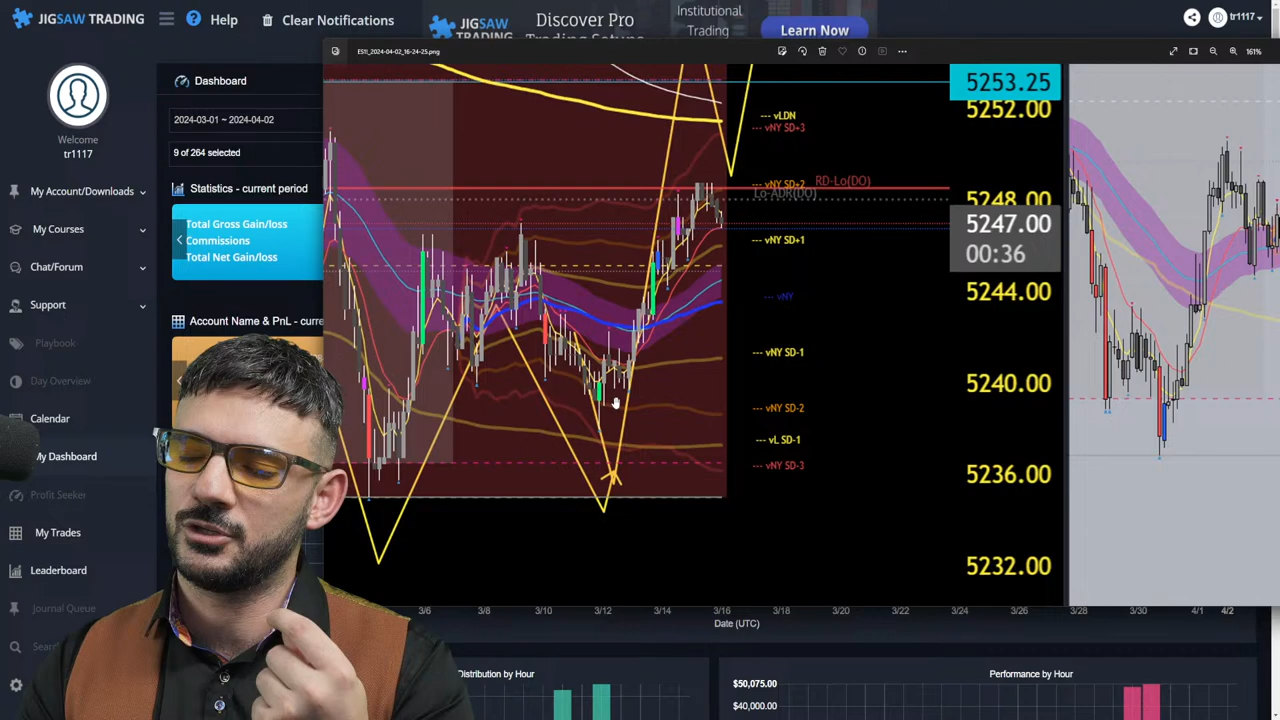 JIGSAW TRADING
Help
Clear Notifications
JIGSAW TRADING
Discover Pro
Institutional
Trading
Learn Now
tr1117
Welcome
tr1117
My Account/Downloads
My Courses
Chat/Forum
Support
Playbook
Day Overview
Calendar
My Dashboard
Profit Seeker
My Trades
Leaderboard
Journal Queue
Dashboard
2024-03-01 ~ 2024-04-02
9 of 264 selected
Statistics - current period
Total Gross Gain/loss
Commissions
Total Net Gain/loss
Account Name & PnL - curre
161%
--- vLDN
--- vNY SD+3
--- vNY SD+2
RD-Lo(DO)
Lo-ADR(DO)
--- vNY SD+1
--- vNY
--- vNY SD-1
--- vNY SD-2
--- vL SD-1
--- vNY SD-3
5253.25
5252.00
5248.00
5247.00
00:36
5244.00
5240.00
5236.00
5232.00
3/6 3/8 3/10 3/12 3/14 3/16 3/18 3/20 3/22 3/24 3/26 3/28 3/30 4/1 4/2
Date (UTC)
Distribution by Hour
Performance by Hour
$50,075.00
$40,000.00